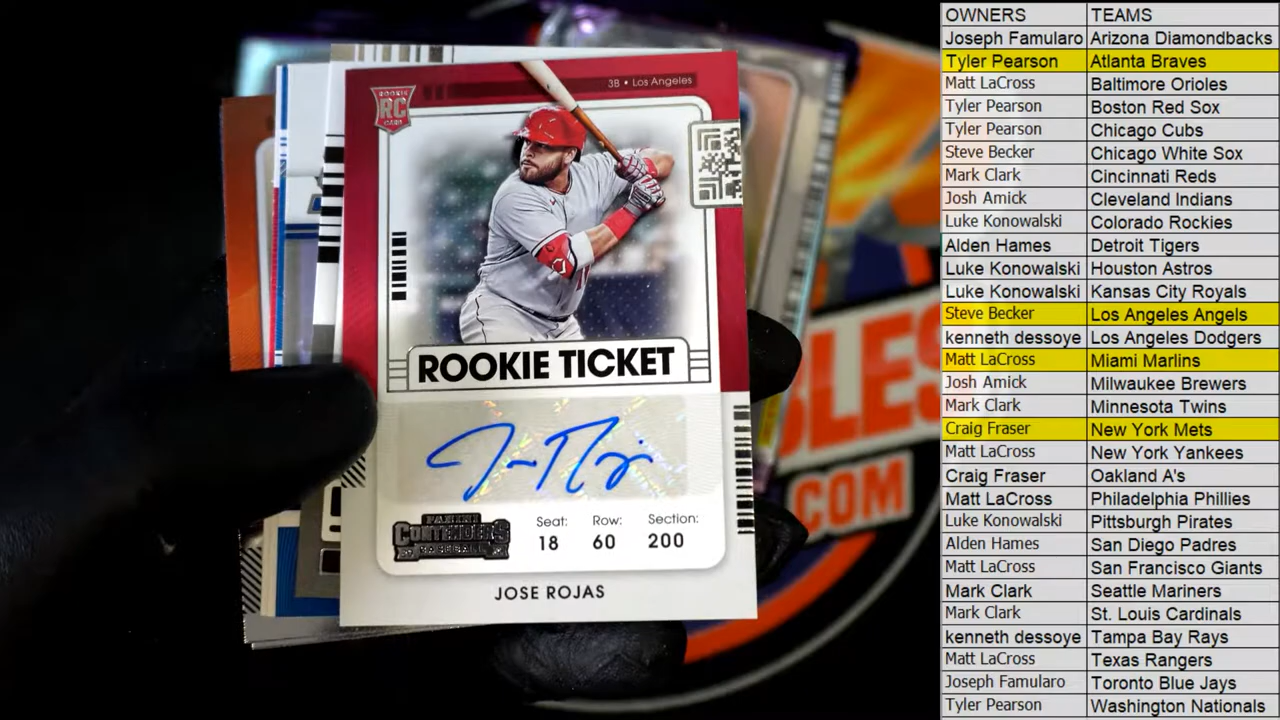 3B • Los Angeles
ROOKIE
RC
CARD
ROOKIE TICKET
PANINI
CONTENDERS
BASEBALL
Seat: Row: Section:
18 60 200
JOSE ROJAS
BLES
.COM
OWNERS TEAMS
Joseph Famularo Arizona Diamondbacks
Tyler Pearson Atlanta Braves
Matt LaCross Baltimore Orioles
Tyler Pearson Boston Red Sox
Tyler Pearson Chicago Cubs
Steve Becker Chicago White Sox
Mark Clark Cincinnati Reds
Josh Amick Cleveland Indians
Luke Konowalski Colorado Rockies
Alden Hames Detroit Tigers
Luke Konowalski Houston Astros
Luke Konowalski Kansas City Royals
Steve Becker Los Angeles Angels
kenneth dessoye Los Angeles Dodgers
Matt LaCross Miami Marlins
Josh Amick Milwaukee Brewers
Mark Clark Minnesota Twins
Craig Fraser New York Mets
Matt LaCross New York Yankees
Craig Fraser Oakland A's
Matt LaCross Philadelphia Phillies
Luke Konowalski Pittsburgh Pirates
Alden Hames San Diego Padres
Matt LaCross San Francisco Giants
Mark Clark Seattle Mariners
Mark Clark St. Louis Cardinals
kenneth dessoye Tampa Bay Rays
Matt LaCross Texas Rangers
Joseph Famularo Toronto Blue Jays
Tyler Pearson Washington Nationals